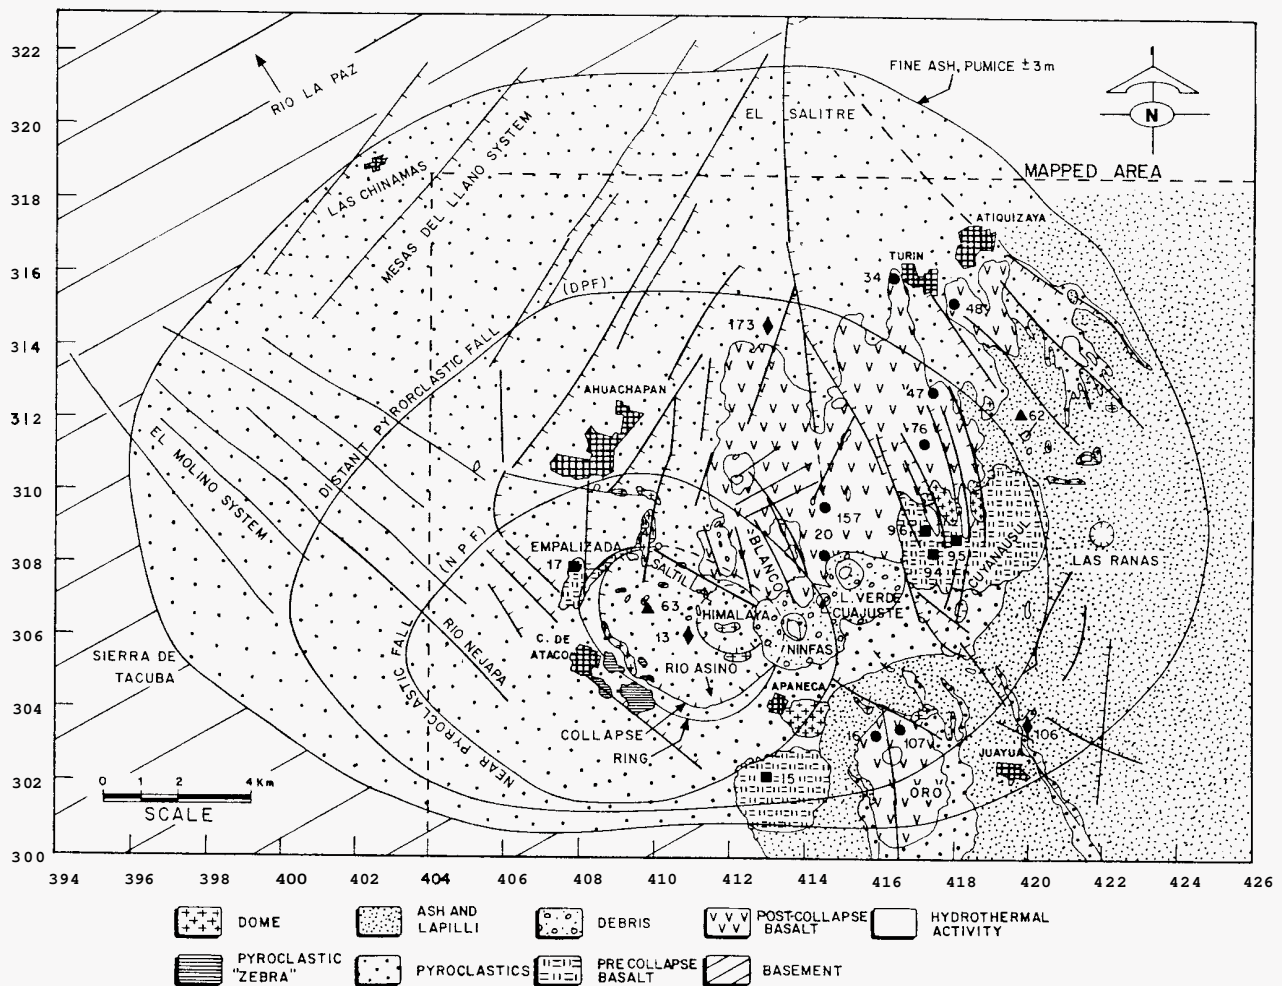 322
320
318
316
314
312
310
308
306
304
302
300
394
396
398
400
402
404
406
408
410
412
414
416
418
420
422
424
426
RIO LA PAZ
FINE ASH, PUMICE ±3m
N
EL SALITRE
MAPPED AREA
LAS CHINAMAS
MESAS DEL LLANO SYSTEM
ATIQUIZAYA
TURIN
34
48
(DPF)
173
DISTANT PYRORCLASTIC FALL
AHUACHAPAN
47
62
76
EL MOLINO SYSTEM
157
96
95
94
20
BLANCO
CUYANAUSUL
LAS RANAS
(N.P.F)
EMPALIZADA
17
SALTIL
L. VERDE
CUAJUSTE
63
HIMALAYA
13
NINFAS
C. DE
ATACO
RIO NEJAPA
RIO ASINO
SIERRA DE
TACUBA
APANECA
NEAR PYROCLASTIC FALL
COLLAPSE
RING
16
107
106
JUAYUA
15
ORO
0 1 2 4 Km
SCALE
DOME
ASH AND
LAPILLI
DEBRIS
POST-COLLAPSE
BASALT
HYDROTHERMAL
ACTIVITY
PYROCLASTIC
"ZEBRA"
PYROCLASTICS
PRECOLLAPSE
BASALT
BASEMENT